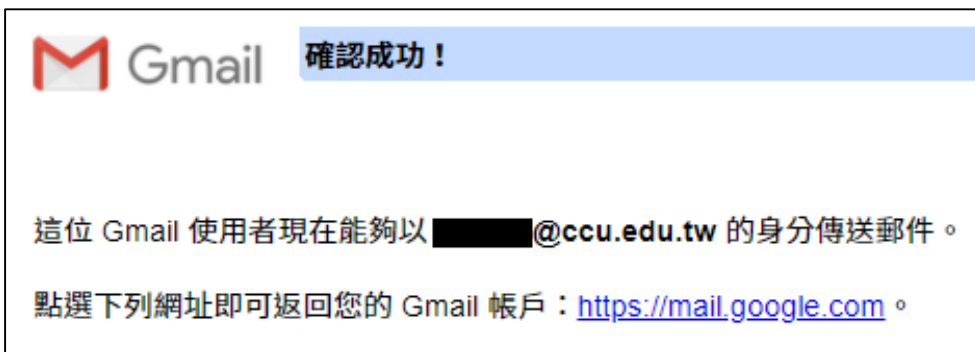 Gmail
確認成功！
這位 Gmail 使用者現在能夠以 @ccu.edu.tw 的身分傳送郵件。
點選下列網址即可返回您的 Gmail 帳戶：https://mail.google.com。